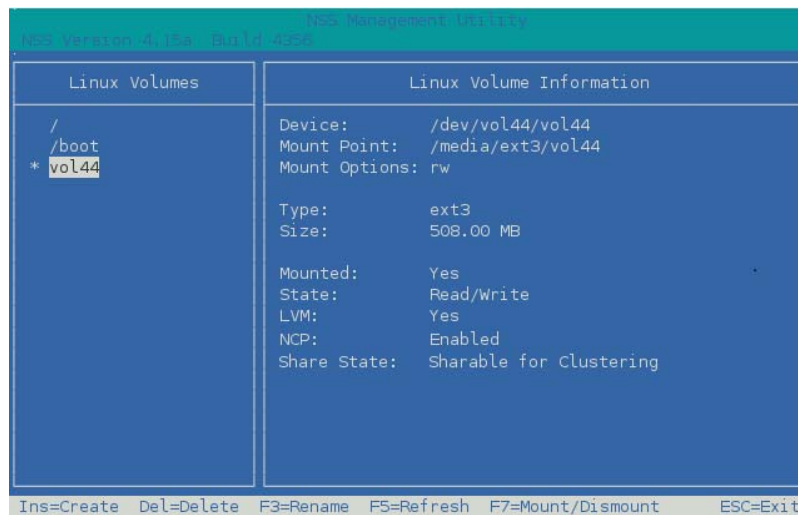 NSS Management Utility
NSS Version 4.15a Build 4356
Linux Volumes
/
/boot
* vol44
Linux Volume Information
Device: /dev/vol44/vol44
Mount Point: /media/ext3/vol44
Mount Options: rw
Type: ext3
Size: 508.00 MB
Mounted: Yes
State: Read/Write
LVM: Yes
NCP: Enabled
Share State: Sharable for Clustering
Ins=Create Del=Delete F3=Rename F5=Refresh F7=Mount/Dismount ESC=Exit